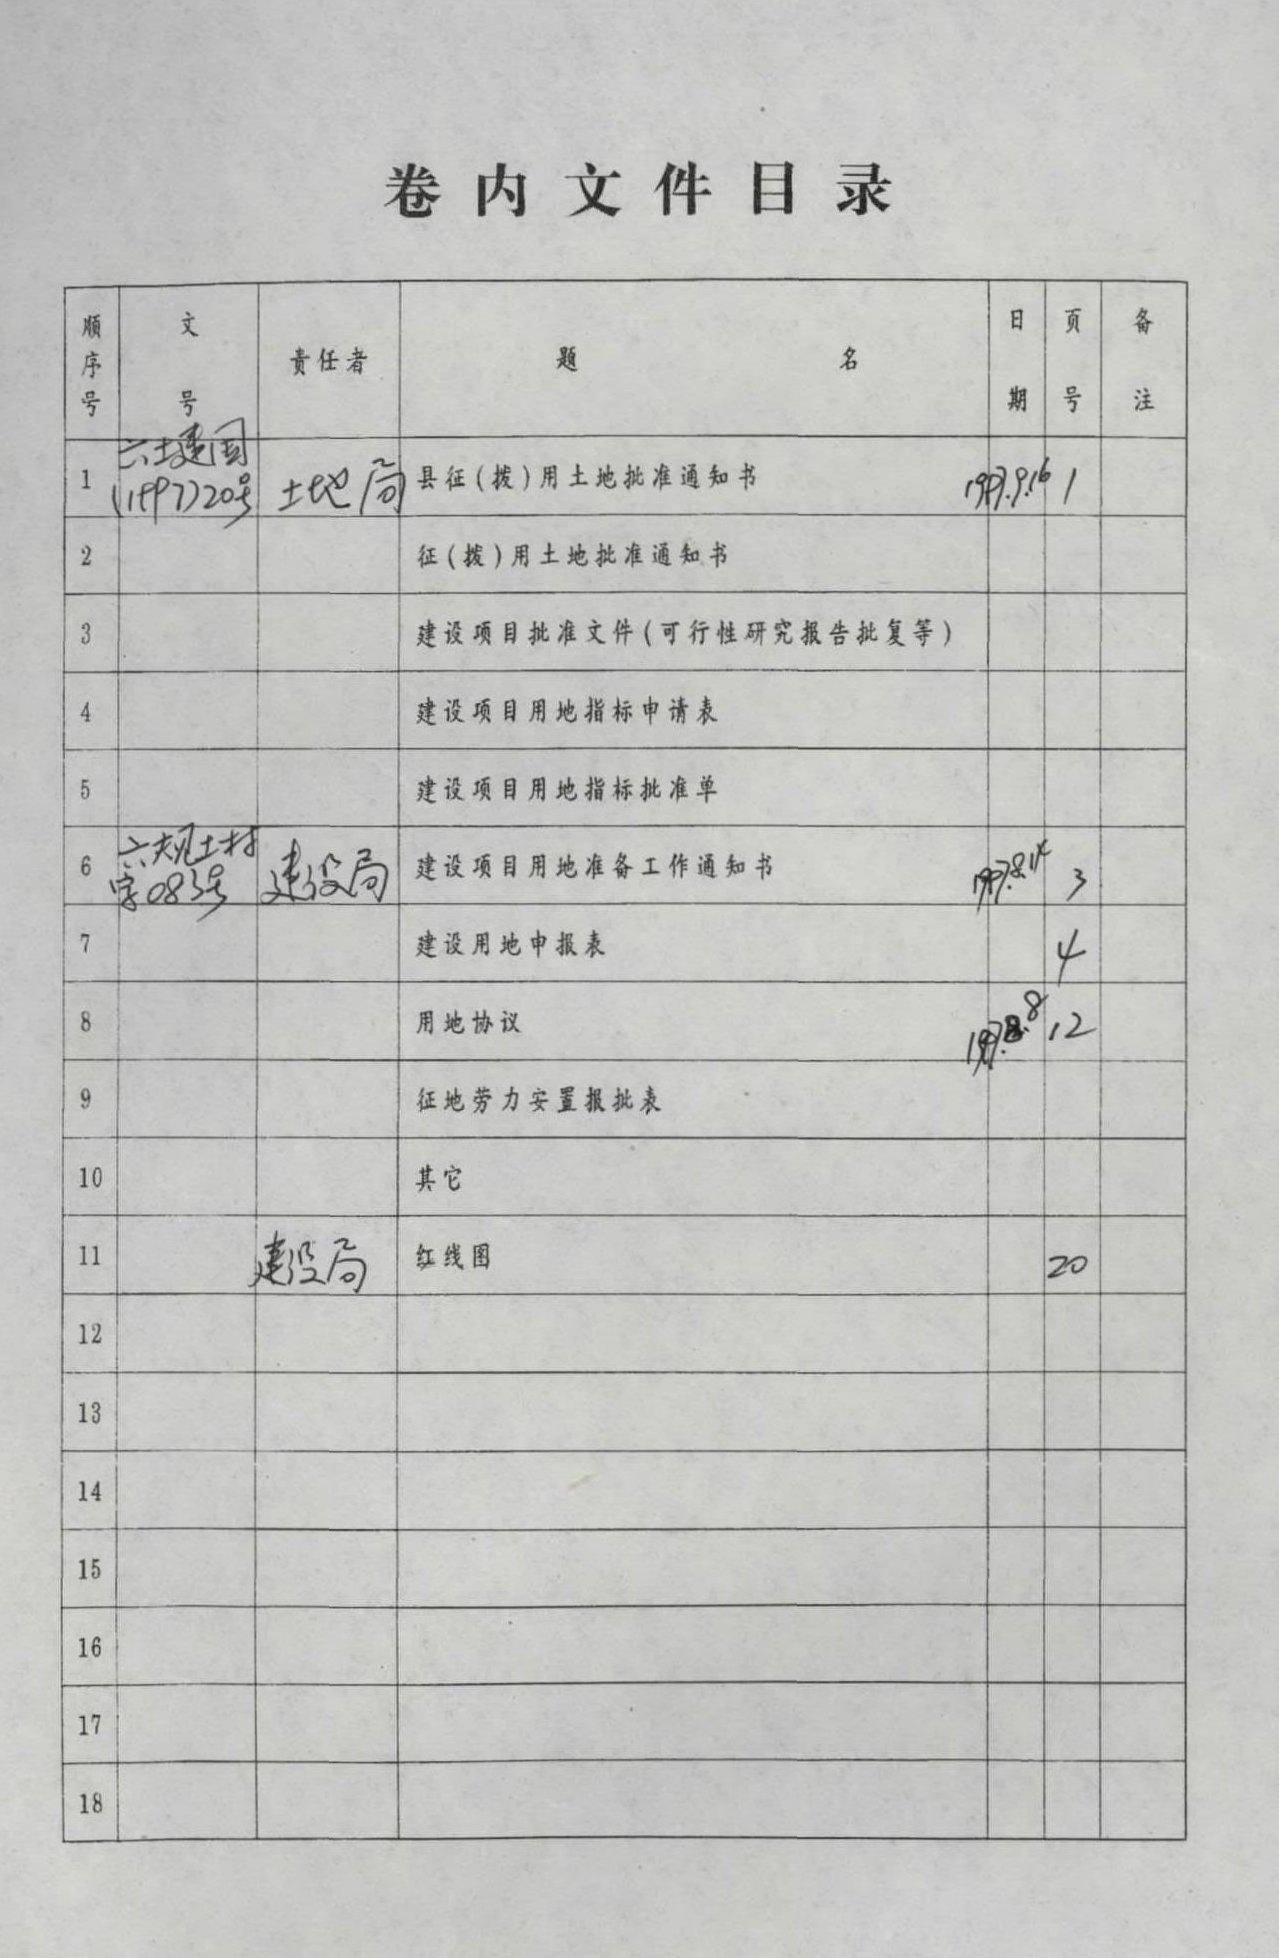 卷内文件目录
顺序号 文号 责任者 题名 日期 页号 备注
1 六土建国(1997)20号 土地局 县征(拨)用土地批准通知书 1997.9.16 1
2 征(拨)用土地批准通知书
3 建设项目批准文件(可行性研究报告批复等)
4 建设项目用地指标申请表
5 建设项目用地指标批准单
6 六规土村字083号 建设局 建设项目用地准备工作通知书 1997.8.14 3
7 建设用地申报表 4
8 用地协议 1997.8.8 12
9 征地劳力安置报批表
10 其它
11 建设局 红线图 20
12
13
14
15
16
17
18